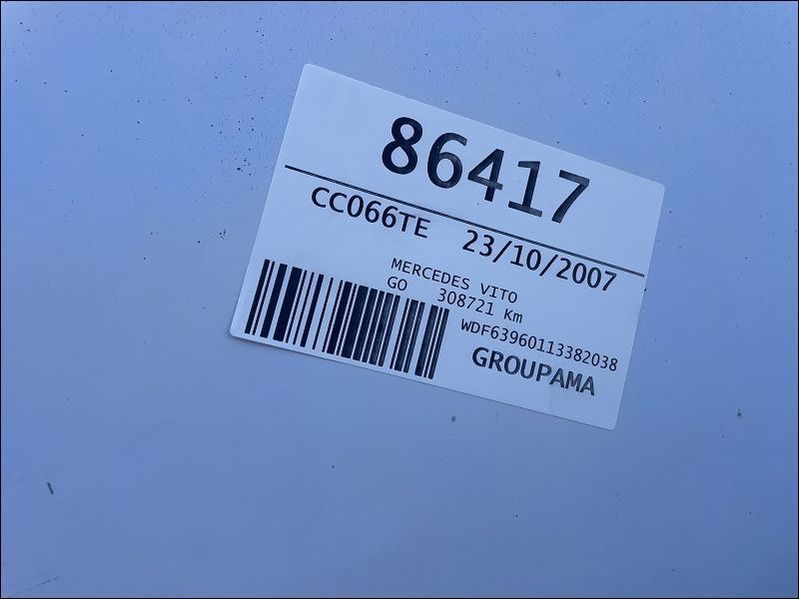 86417
CC066TE 23/10/2007
MERCEDES VITO
GO 308721 Km
WDF63960113382038
GROUPAMA